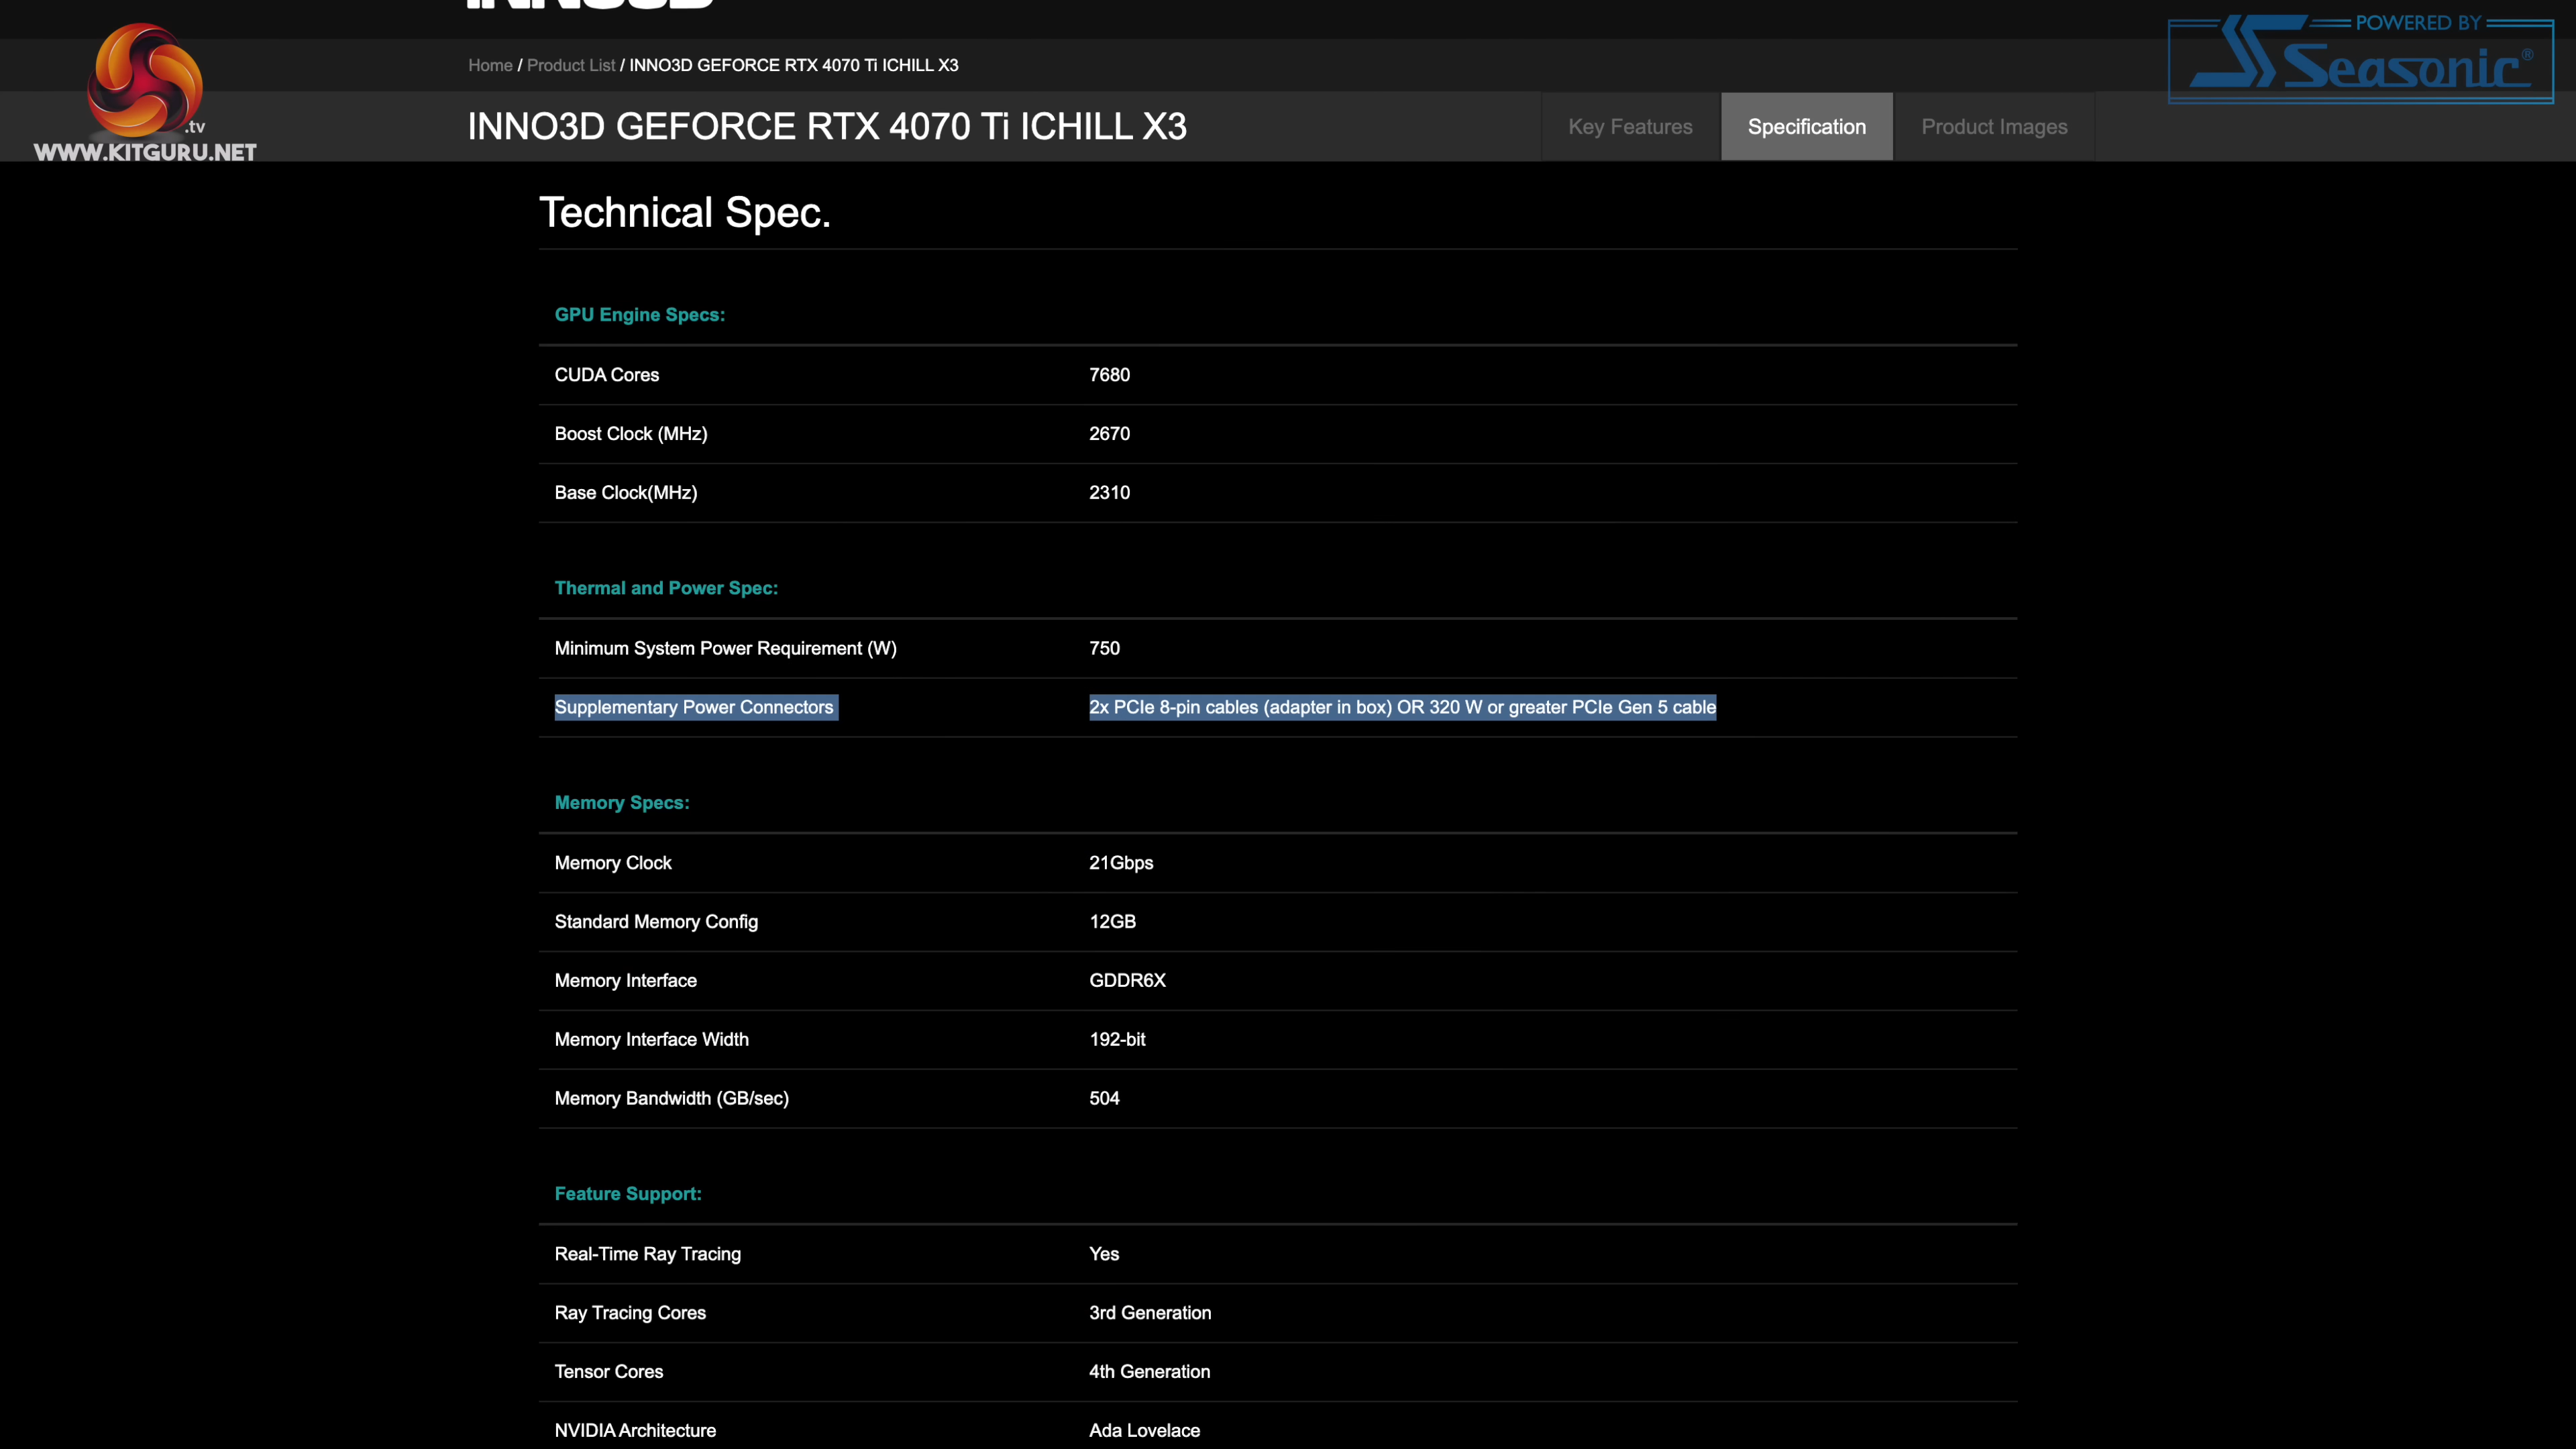 INNO3D
POWERED BY
Seasonic®
.tv
WWW.KITGURU.NET
Home / Product List / INNO3D GEFORCE RTX 4070 Ti ICHILL X3
INNO3D GEFORCE RTX 4070 Ti ICHILL X3
Key Features Specification Product Images
Technical Spec.
GPU Engine Specs:
CUDA Cores 7680
Boost Clock (MHz) 2670
Base Clock(MHz) 2310
Thermal and Power Spec:
Minimum System Power Requirement (W) 750
Supplementary Power Connectors 2x PCIe 8-pin cables (adapter in box) OR 320 W or greater PCIe Gen 5 cable
Memory Specs:
Memory Clock 21Gbps
Standard Memory Config 12GB
Memory Interface GDDR6X
Memory Interface Width 192-bit
Memory Bandwidth (GB/sec) 504
Feature Support:
Real-Time Ray Tracing Yes
Ray Tracing Cores 3rd Generation
Tensor Cores 4th Generation
NVIDIA Architecture Ada Lovelace